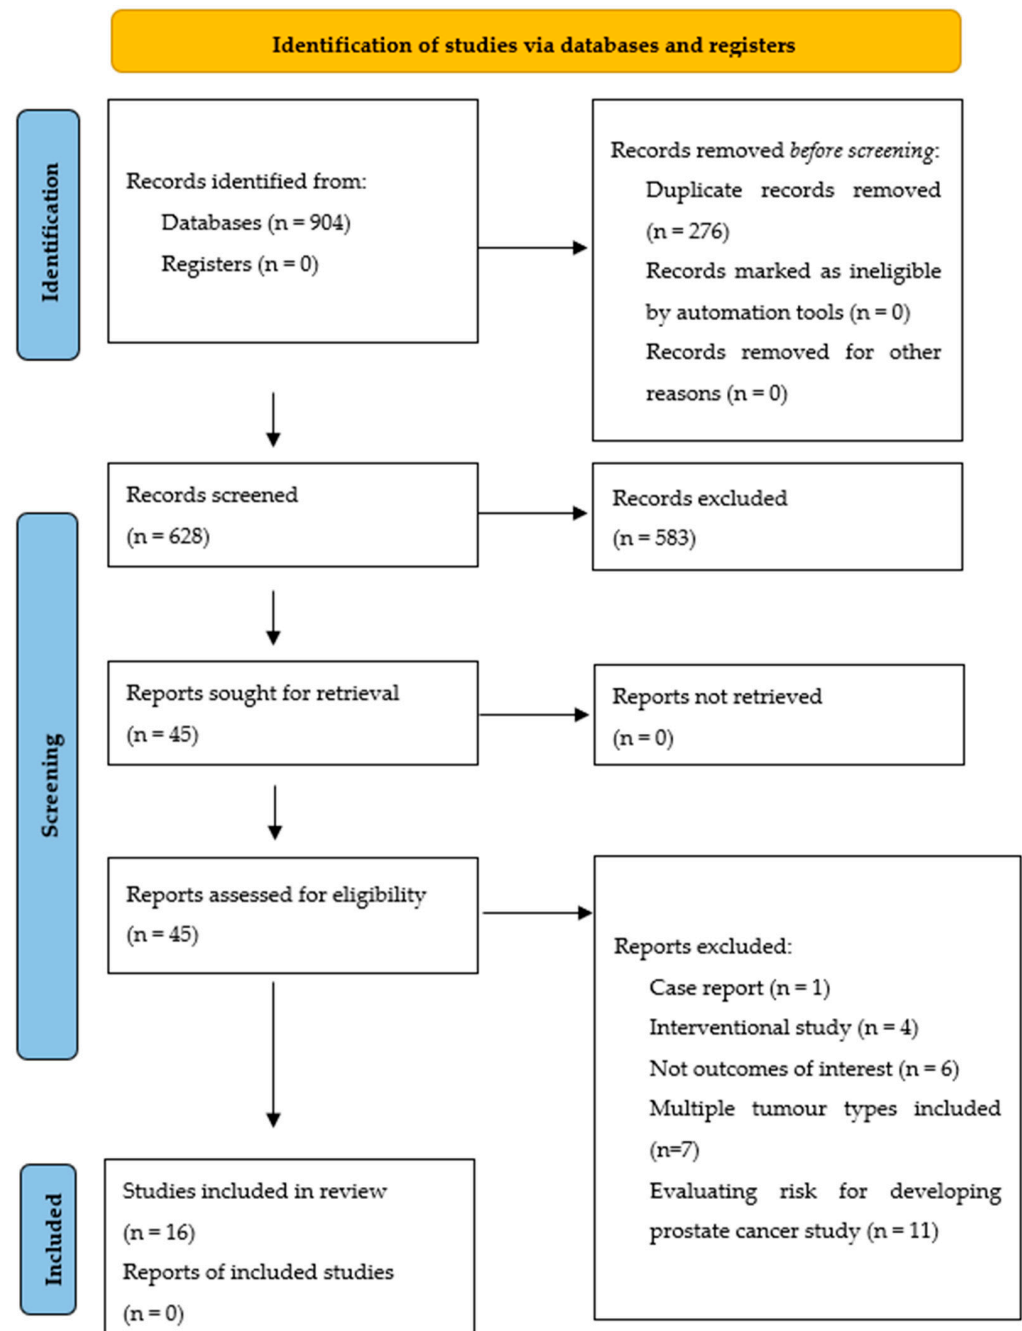 Identification of studies via databases and registers
Identification
Records identified from:
Databases (n = 904)
Registers (n = 0)
Records removed before screening:
Duplicate records removed
(n = 276)
Records marked as ineligible
by automation tools (n = 0)
Records removed for other
reasons (n = 0)
Screening
Records screened
(n = 628)
Records excluded
(n = 583)
Reports sought for retrieval
(n = 45)
Reports not retrieved
(n = 0)
Reports assessed for eligibility
(n = 45)
Reports excluded:
Case report (n = 1)
Interventional study (n = 4)
Not outcomes of interest (n = 6)
Multiple tumour types included
(n=7)
Evaluating risk for developing
prostate cancer study (n = 11)
Included
Studies included in review
(n = 16)
Reports of included studies
(n = 0)